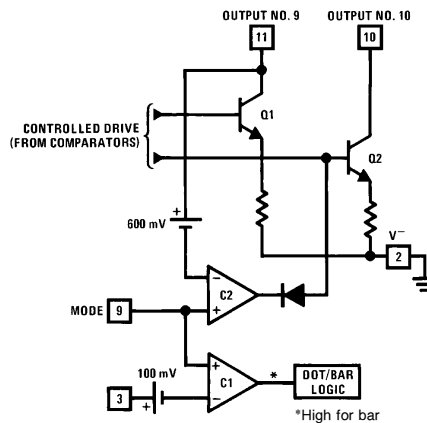 OUTPUT NO. 9 OUTPUT NO. 10
11 10
Q1
CONTROLLED DRIVE
(FROM COMPARATORS)
Q2
+
600 mV
V–
2
–
C2
+
MODE 9
100 mV
+
C1
–
*
DOT/BAR
LOGIC
3
+
*High for bar